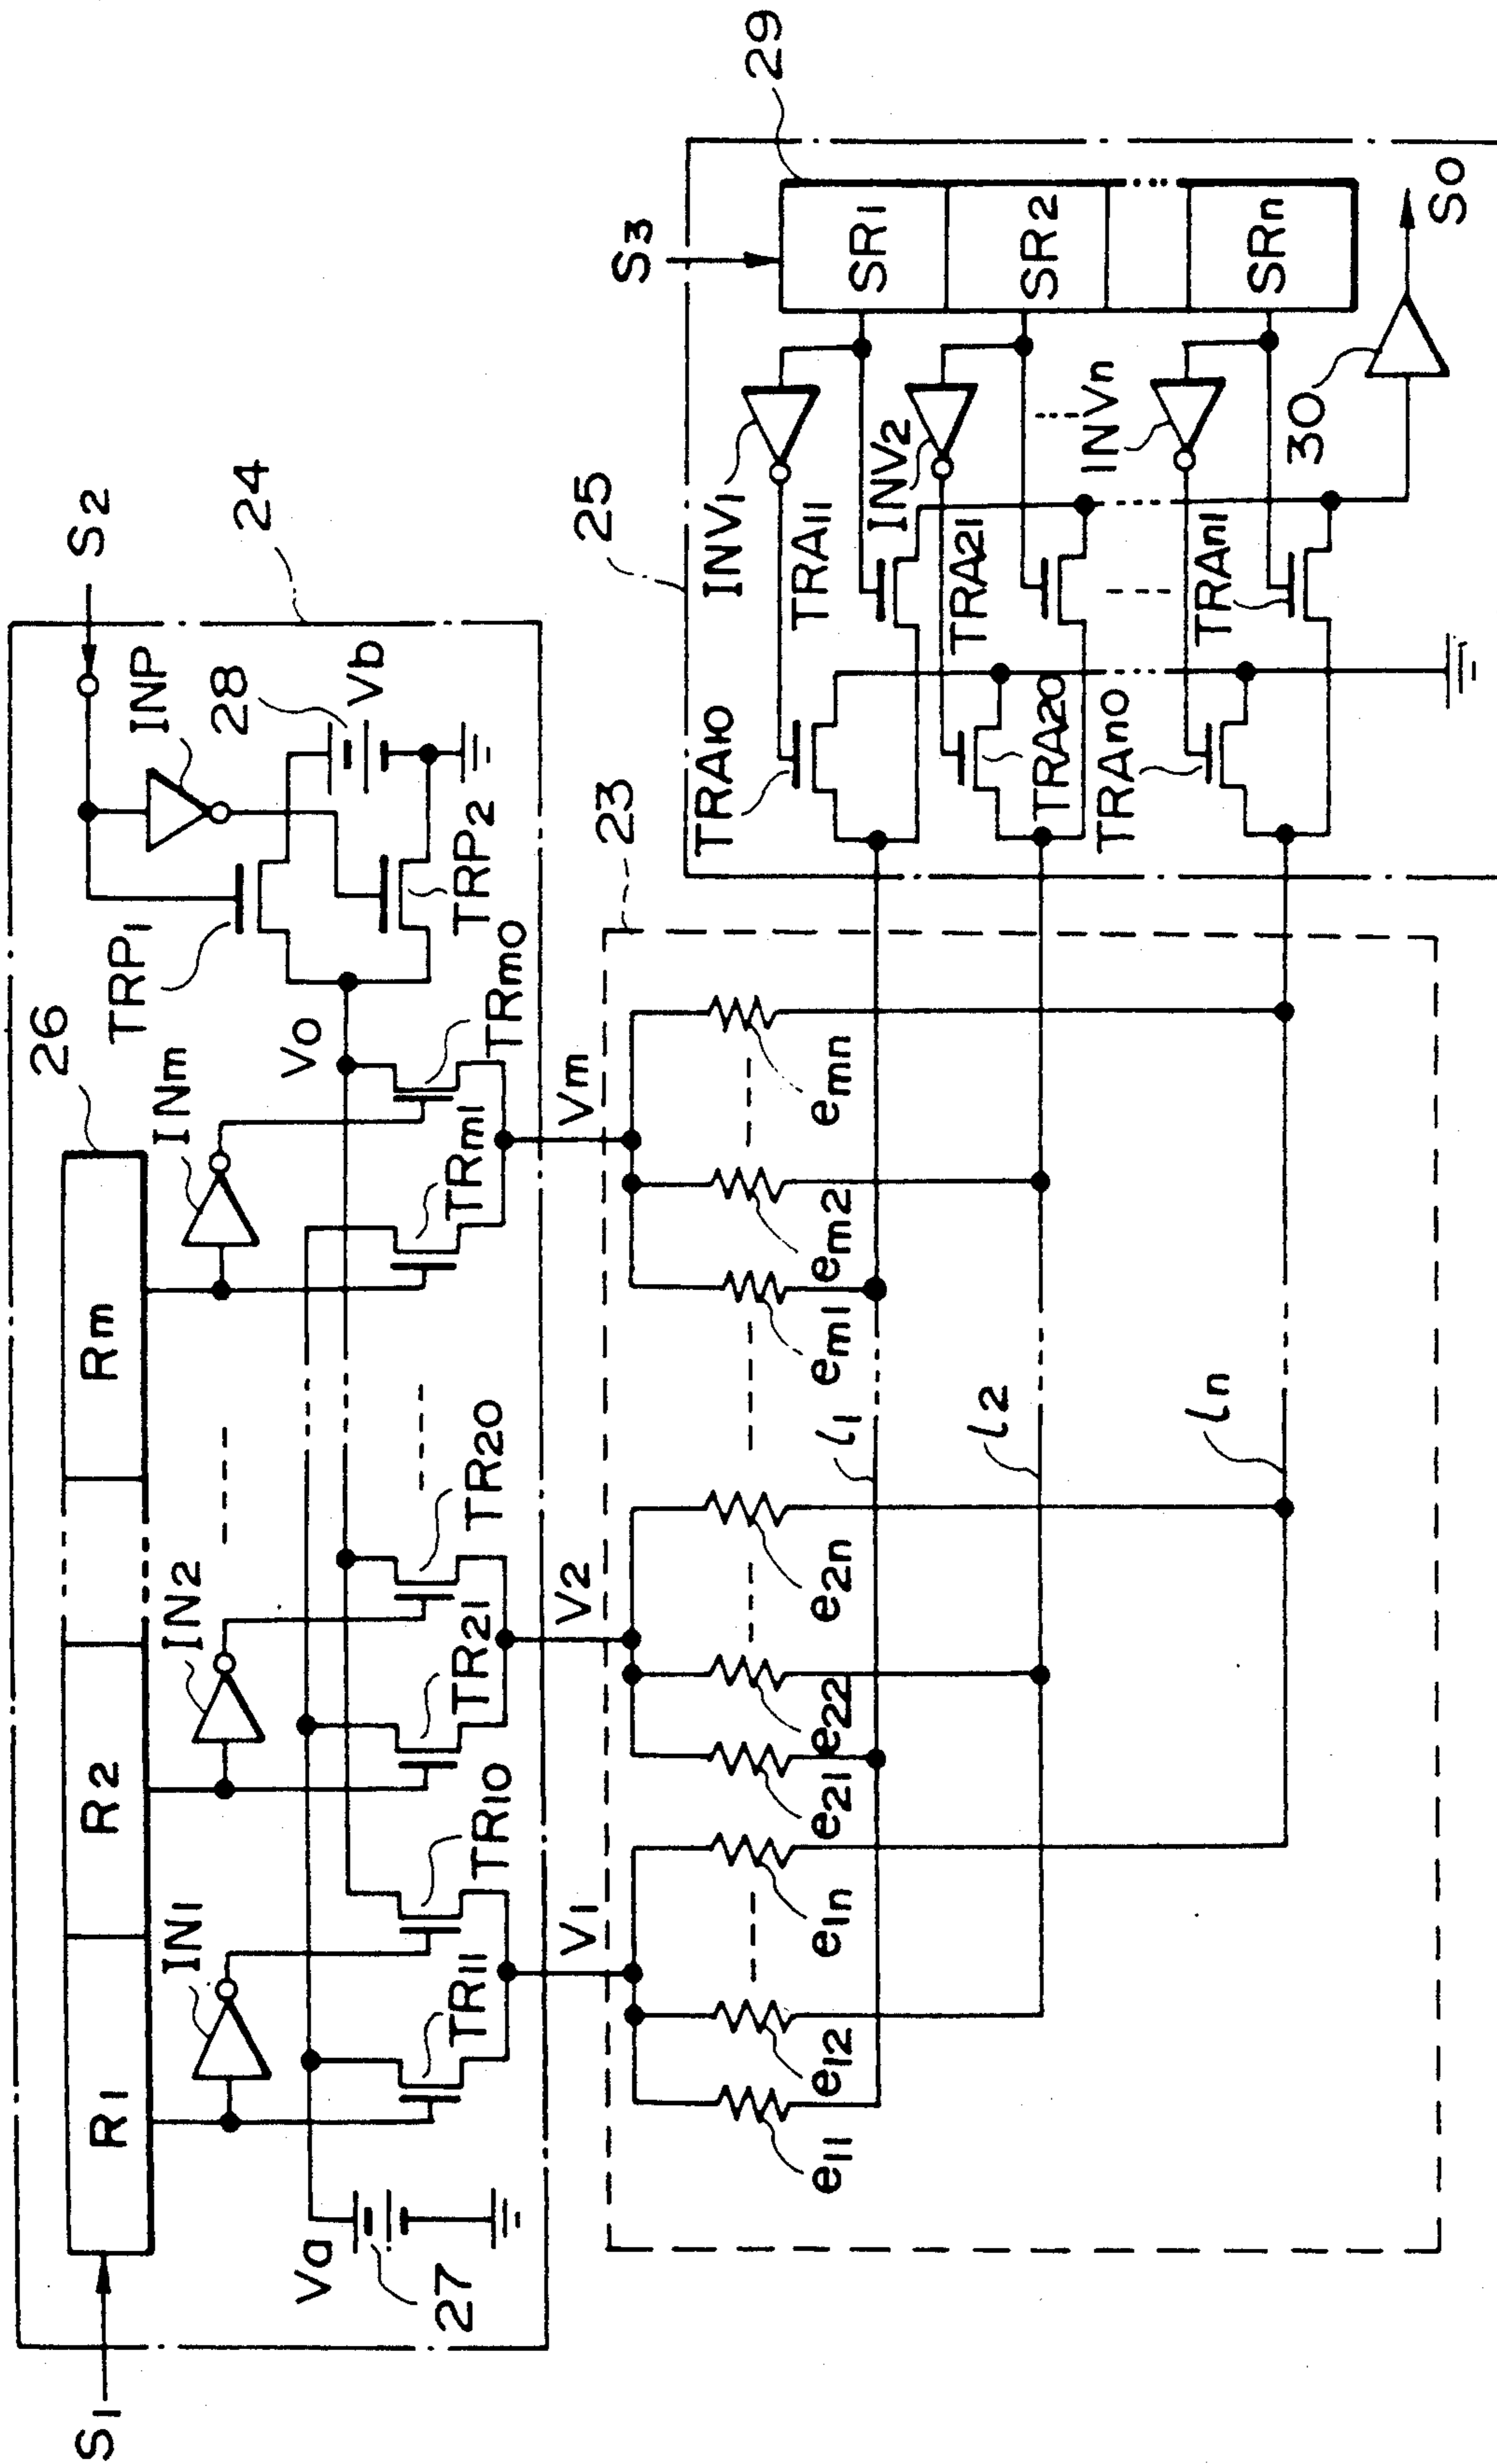 S1
R1
R2
Rm
26
S2
24
IN1
IN2
INm
INP
28
Vb
TRP1
TRP2
V0
Va
27
TR11
TR10
TR21
TR20
TRm1
TRm0
V1
V2
Vm
23
e11
e12
e1n
e21
e22
e2n
em1
em2
emn
l1
l2
ln
25
S3
29
SR1
SR2
SRn
INV1
INV2
INVn
TRA10
TRA11
TRA20
TRA21
TRAn0
TRAn1
30
S0